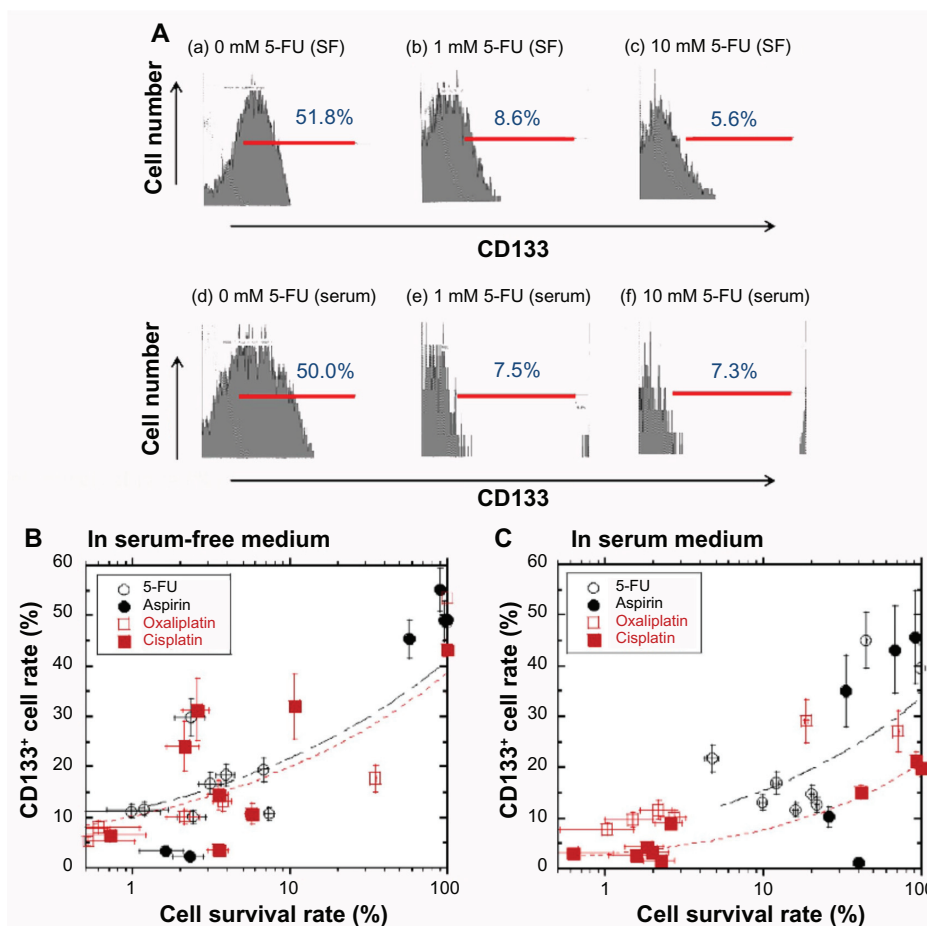 A
(a) 0 mM 5-FU (SF) (b) 1 mM 5-FU (SF) (c) 10 mM 5-FU (SF)
Cell number
51.8% 8.6% 5.6%
CD133
(d) 0 mM 5-FU (serum) (e) 1 mM 5-FU (serum) (f) 10 mM 5-FU (serum)
Cell number
50.0% 7.5% 7.3%
CD133
B In serum-free medium
CD133+ cell rate (%)
60
50
40
30
20
10
0
5-FU
Aspirin
Oxaliplatin
Cisplatin
1 10 100
Cell survival rate (%)
C In serum medium
CD133+ cell rate (%)
60
50
40
30
20
10
0
5-FU
Aspirin
Oxaliplatin
Cisplatin
1 10 100
Cell survival rate (%)